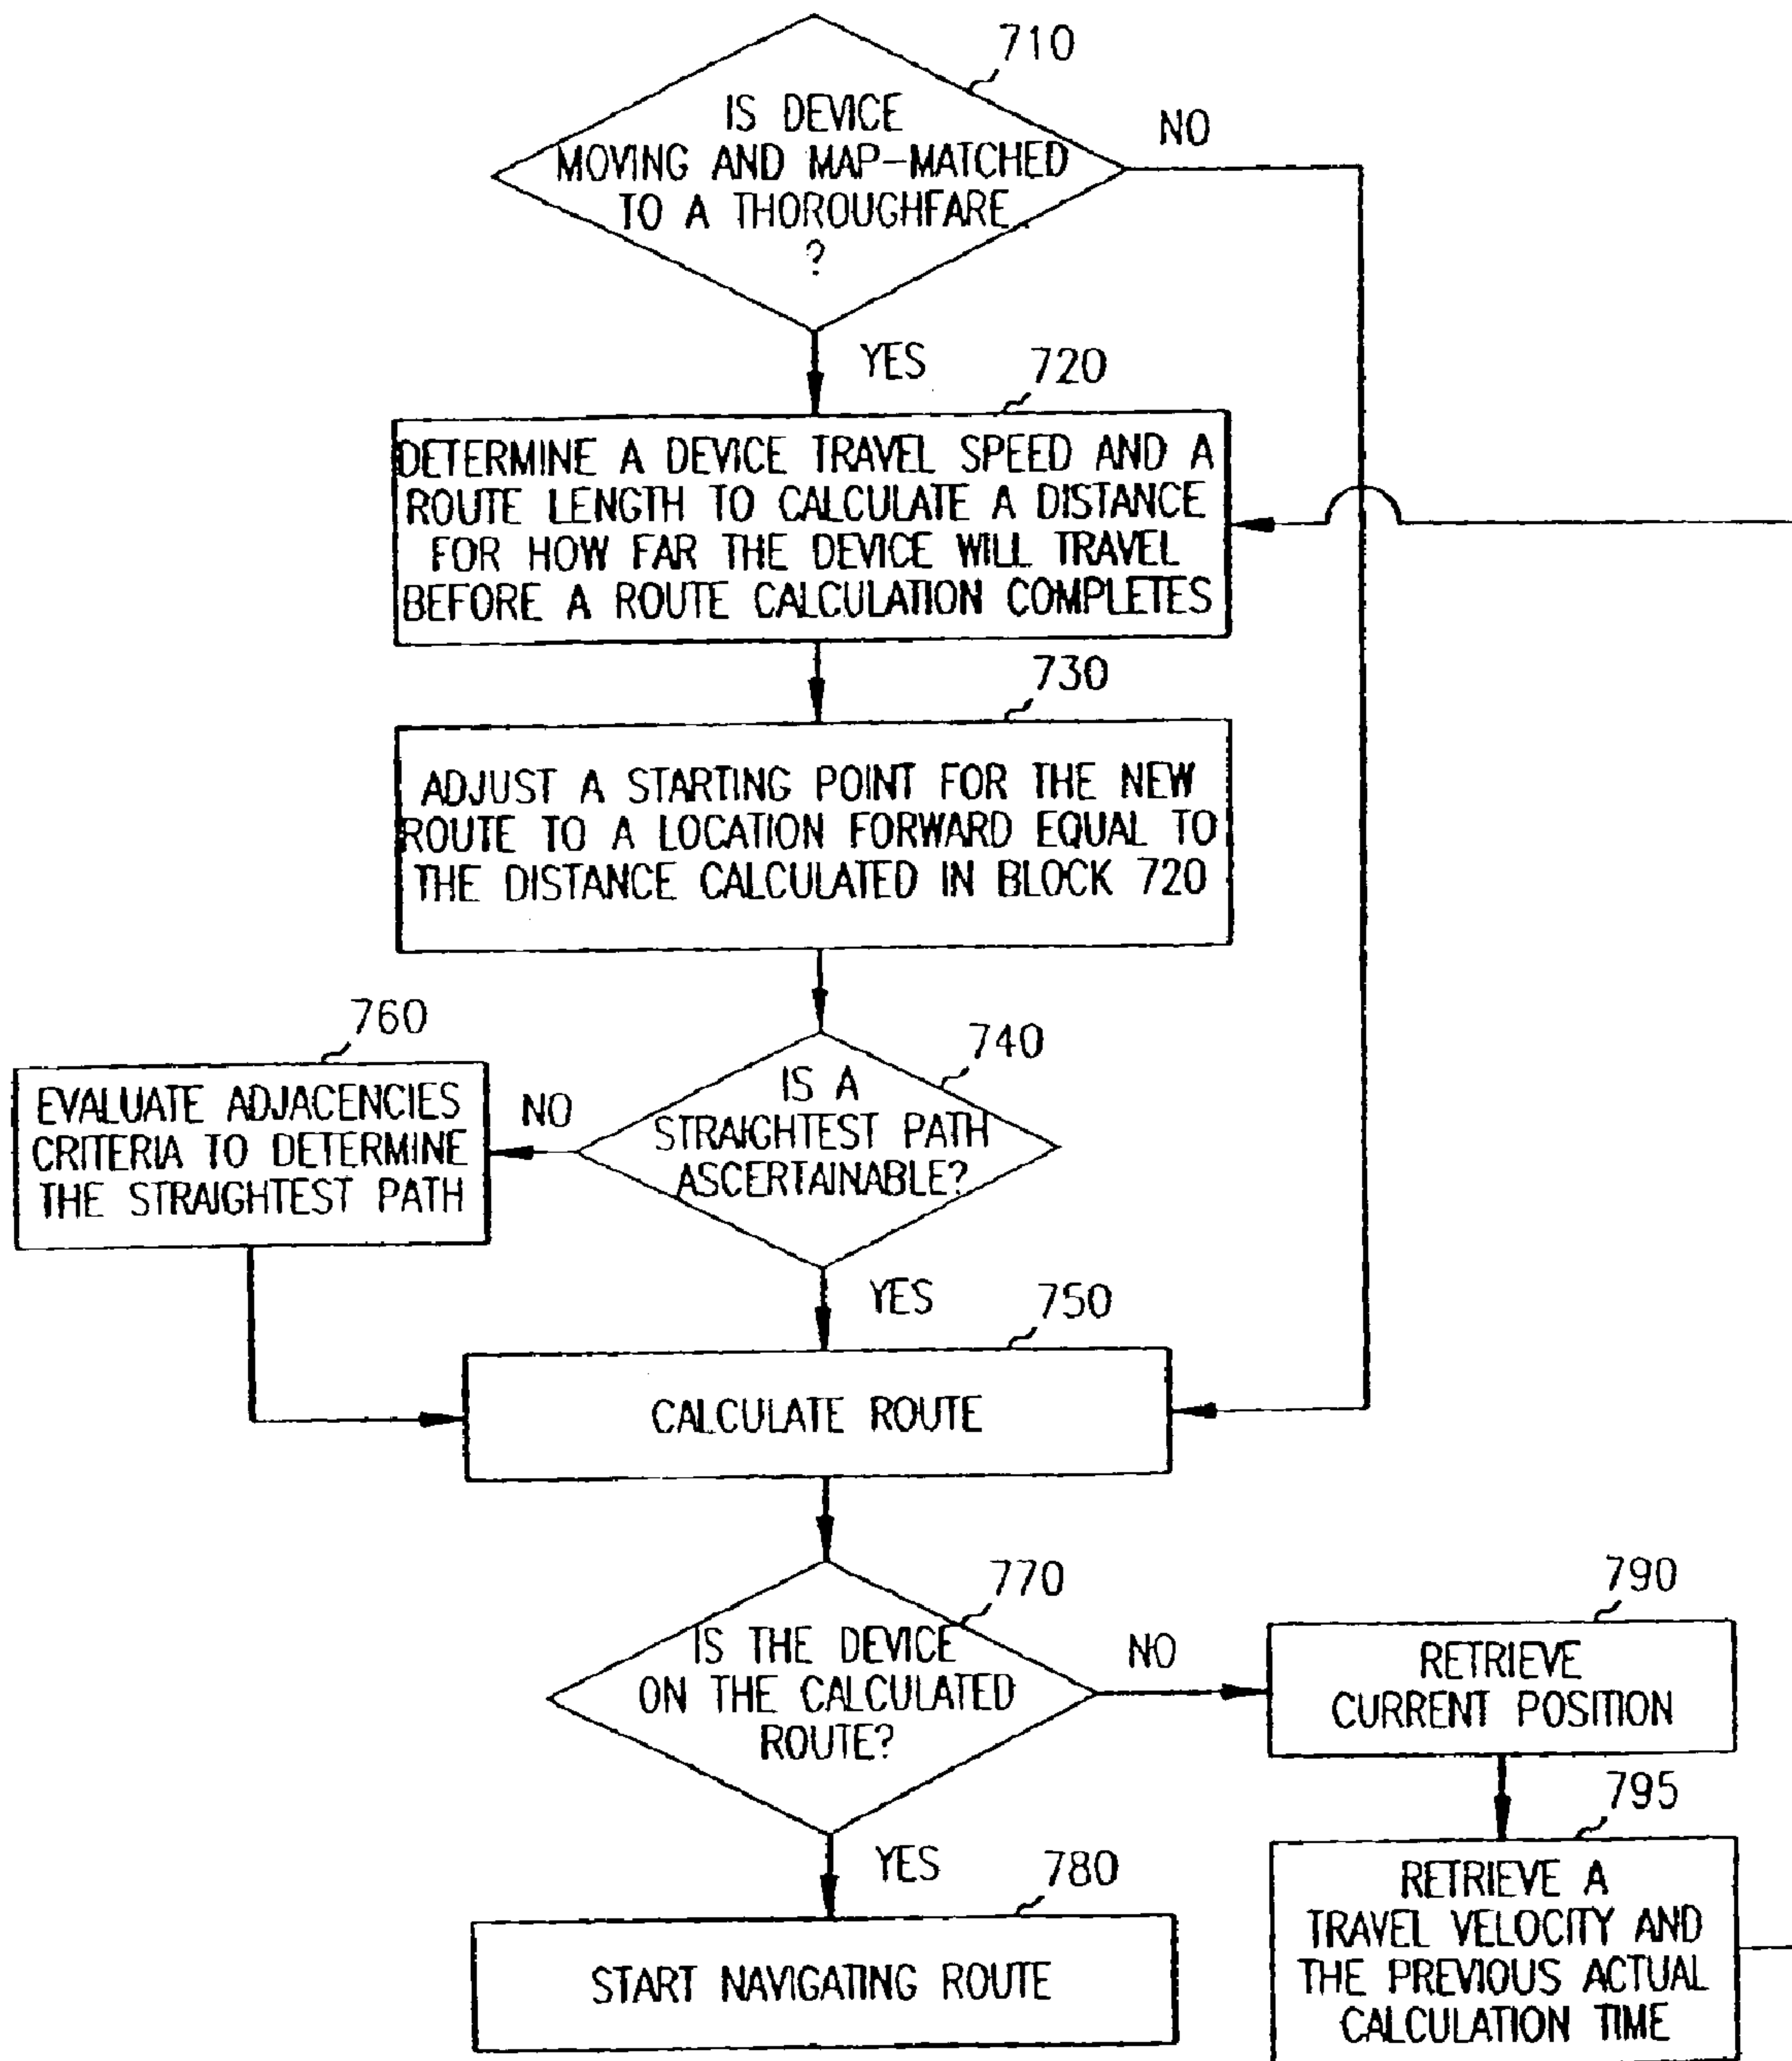 710
IS DEVICE
MOVING AND MAP-MATCHED
TO A THOROUGHFARE
?
NO
YES
720
DETERMINE A DEVICE TRAVEL SPEED AND A
ROUTE LENGTH TO CALCULATE A DISTANCE
FOR HOW FAR THE DEVICE WILL TRAVEL
BEFORE A ROUTE CALCULATION COMPLETES
730
ADJUST A STARTING POINT FOR THE NEW
ROUTE TO A LOCATION FORWARD EQUAL TO
THE DISTANCE CALCULATED IN BLOCK 720
740
IS A
STRAIGHTEST PATH
ASCERTAINABLE?
NO
760
EVALUATE ADJACENCIES
CRITERIA TO DETERMINE
THE STRAIGHTEST PATH
YES
750
CALCULATE ROUTE
770
IS THE DEVICE
ON THE CALCULATED
ROUTE?
NO
790
RETRIEVE
CURRENT POSITION
795
RETRIEVE A
TRAVEL VELOCITY AND
THE PREVIOUS ACTUAL
CALCULATION TIME
YES
780
START NAVIGATING ROUTE